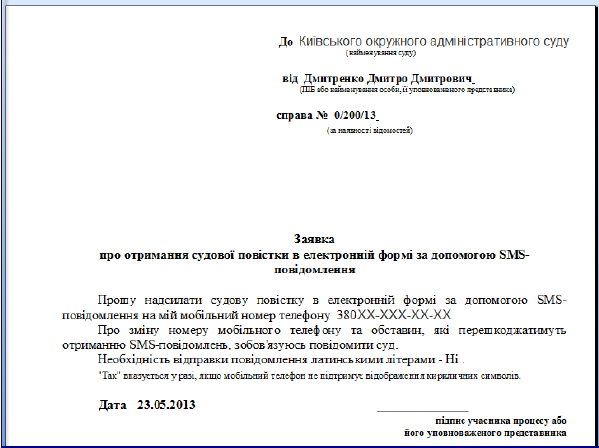 До Київського окружного адміністративного суду
(найменування суду)
від Дмитренко Дмитро Дмитрович
(ПІБ або найменування особи, її уповноваженого представника)
справа № 0/200/13
(за наявності відомостей)
Заявка
про отримання судової повістки в електронній формі за допомогою SMS-
повідомлення
Прошу надсилати судову повістку в електронній формі за допомогою SMS-
повідомлення на мій мобільний номер телефону 380XX-XXX-XX-XX
Про зміну номеру мобільного телефону та обставин, які перешкоджатимуть
отриманню SMS-повідомлень, зобов'язуюсь повідомити суд.
Необхідність відправки повідомлення латинськими літерами - Ні .
"Так" вказується у разі, якщо мобільний телефон не підтримує відображення кириличних символів.
Дата 23.05.2013
підпис учасника процесу або
його уповноваженого представника